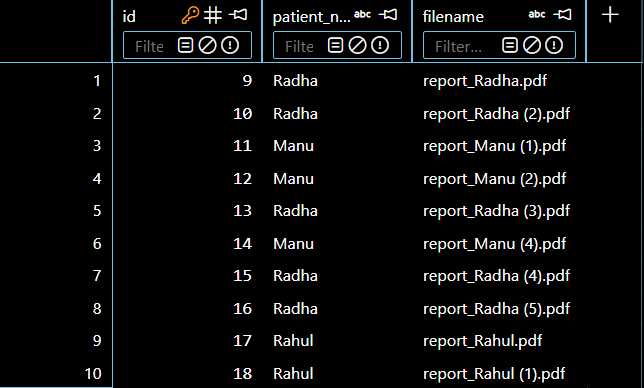 id patient_n... abc filename abc
Filte Filte Filter...
1 9 Radha report_Radha.pdf
2 10 Radha report_Radha (2).pdf
3 11 Manu report_Manu (1).pdf
4 12 Manu report_Manu (2).pdf
5 13 Radha report_Radha (3).pdf
6 14 Manu report_Manu (4).pdf
7 15 Radha report_Radha (4).pdf
8 16 Radha report_Radha (5).pdf
9 17 Rahul report_Rahul.pdf
10 18 Rahul report_Rahul (1).pdf